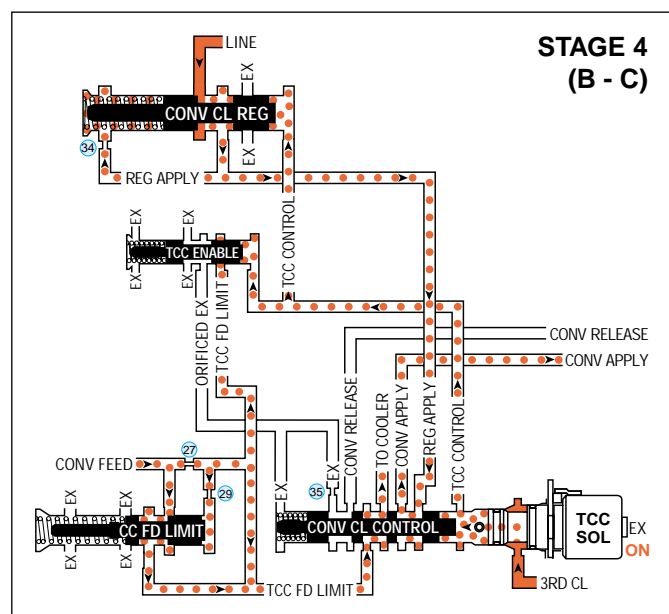 STAGE 4
(B - C)
LINE
EX
CONV CL REG
EX
34
REG APPLY
EX
EX
TCC ENABLE
EX
EX
TCC CONTROL
ORIFICED EX
TCC FD LIMIT
CONV RELEASE
CONV APPLY
CONV RELEASE
TO COOLER
CONV APPLY
REG APPLY
TCC CONTROL
CONV FEED
27
29
35
EX
EX
EX
CC FD LIMIT
EX
EX
CONV CL CONTROL
TCC
SOL
EX
ON
TCC FD LIMIT
3RD CL